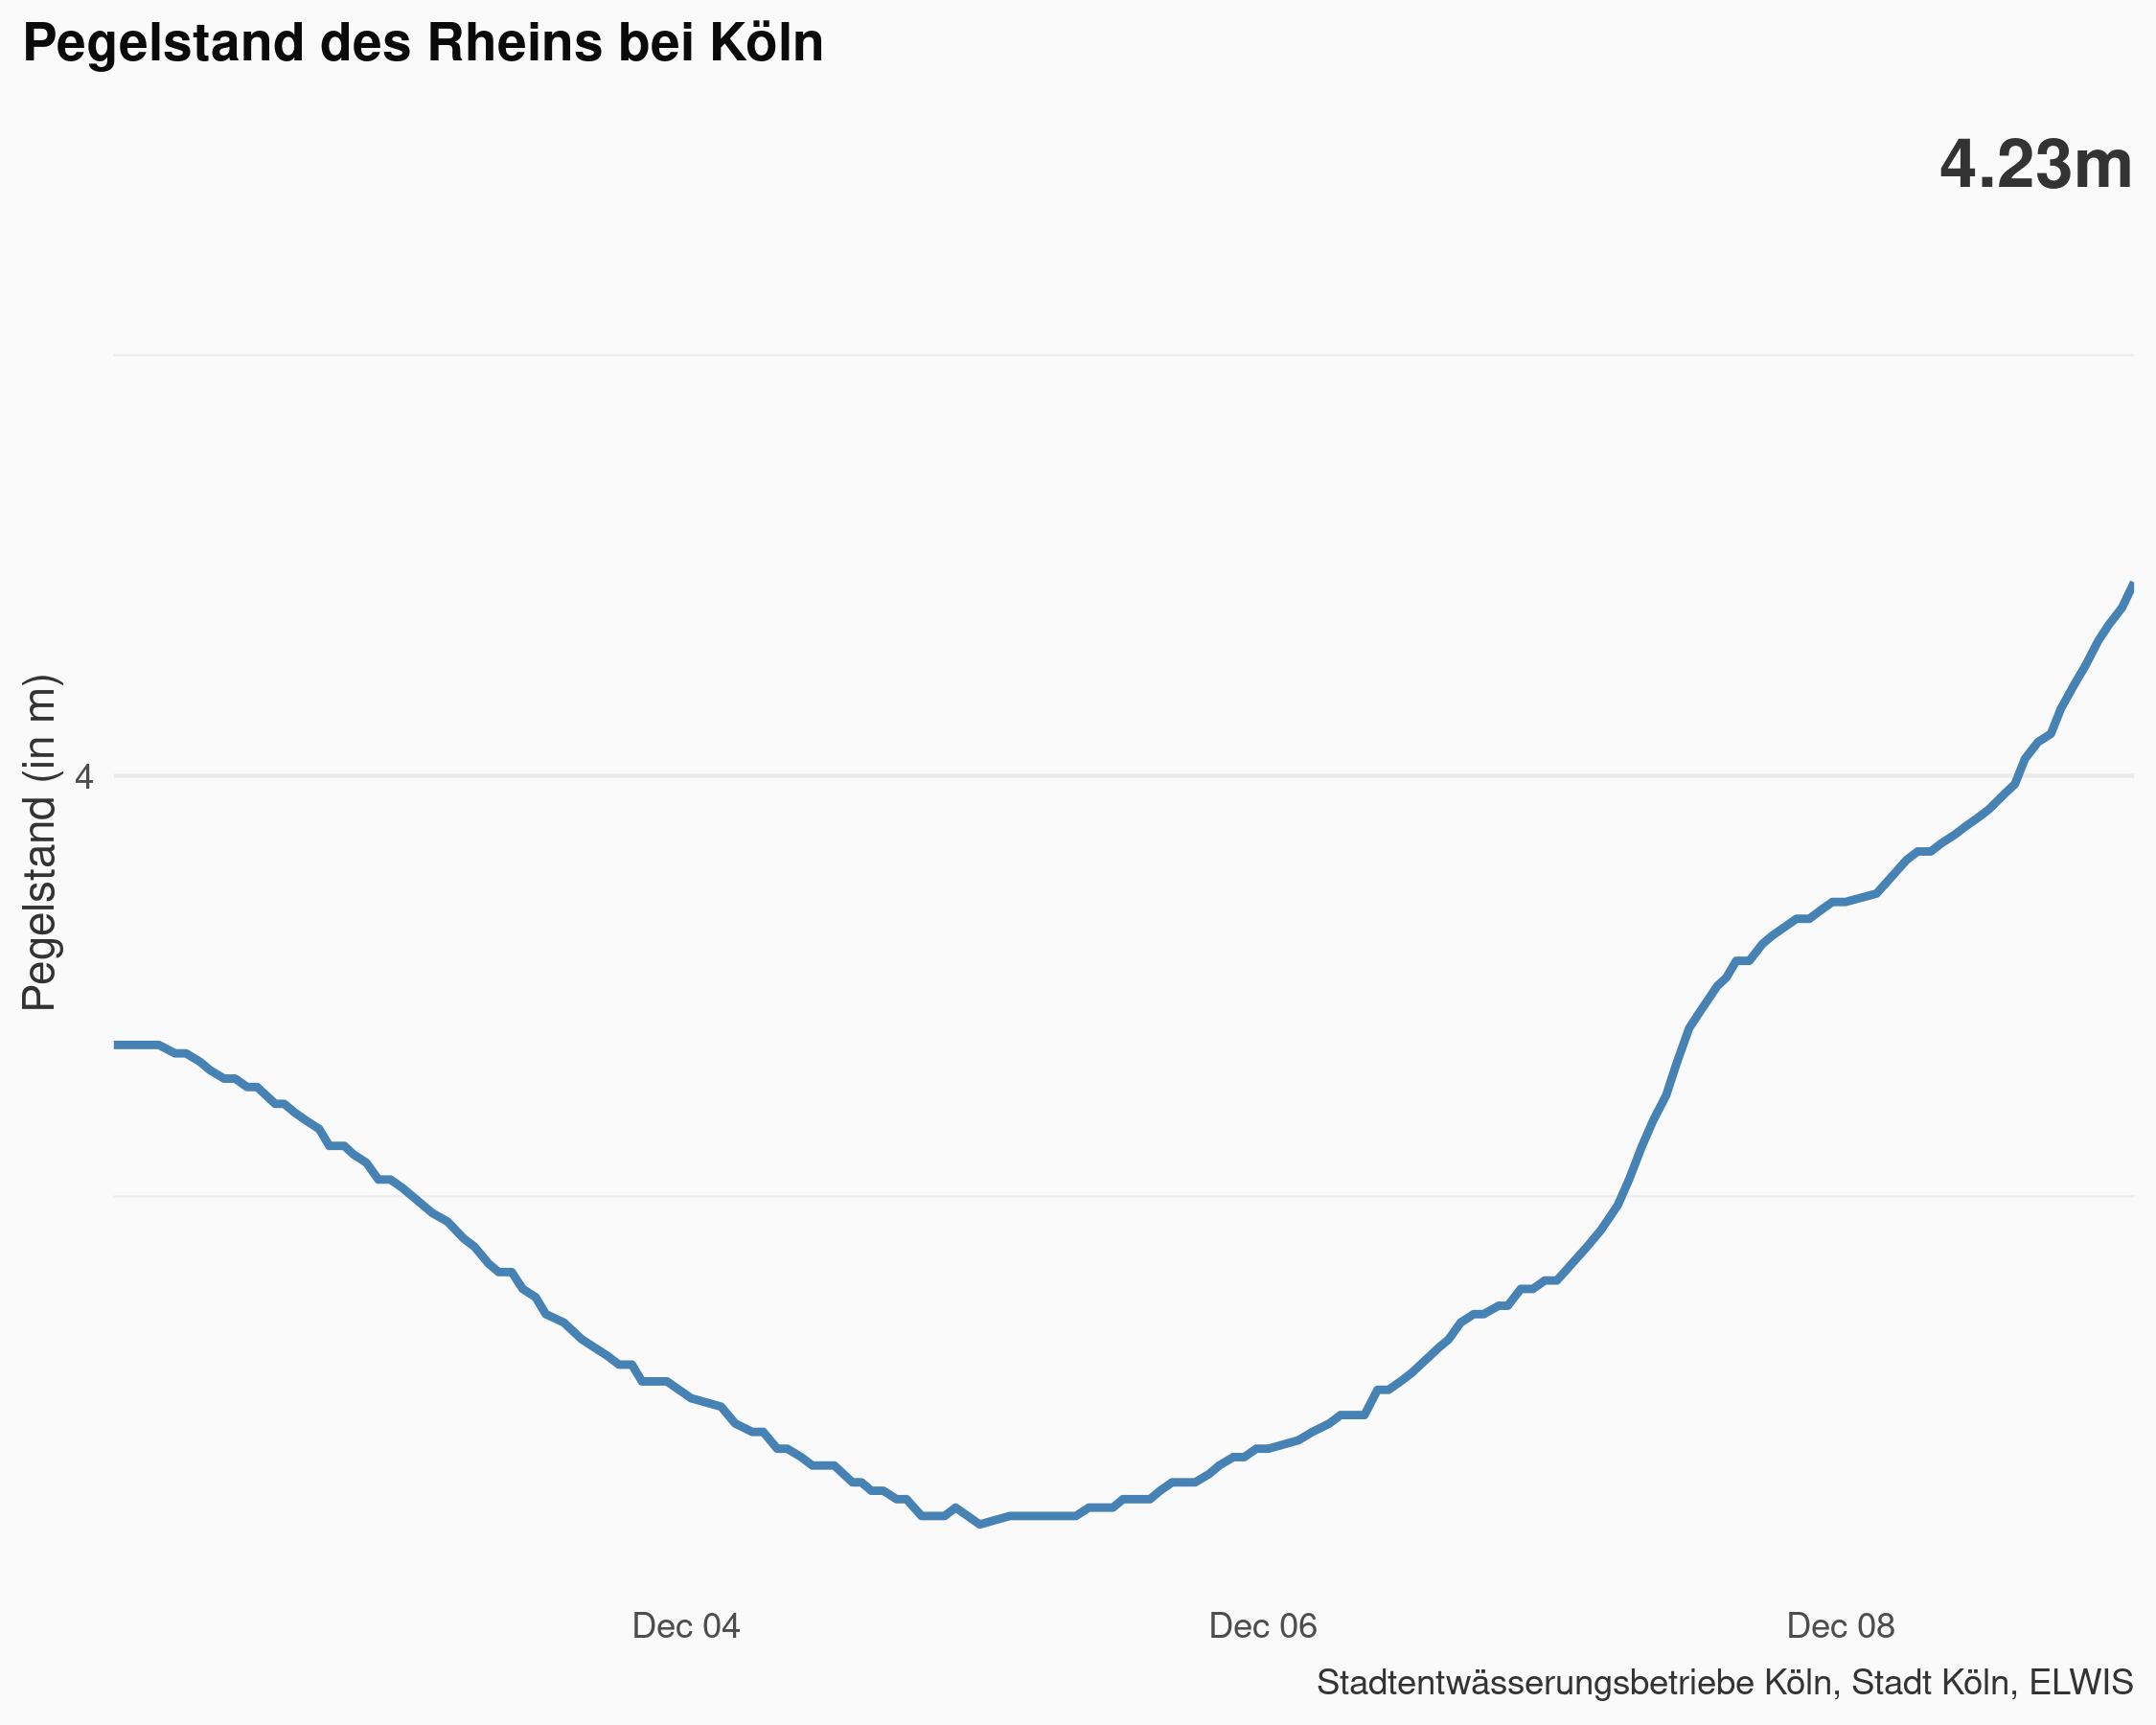 Pegelstand des Rheins bei Köln
4.23m
Pegelstand (in m)
4
Dec 04
Dec 06
Dec 08
Stadtentwässerungsbetriebe Köln, Stadt Köln, ELWIS